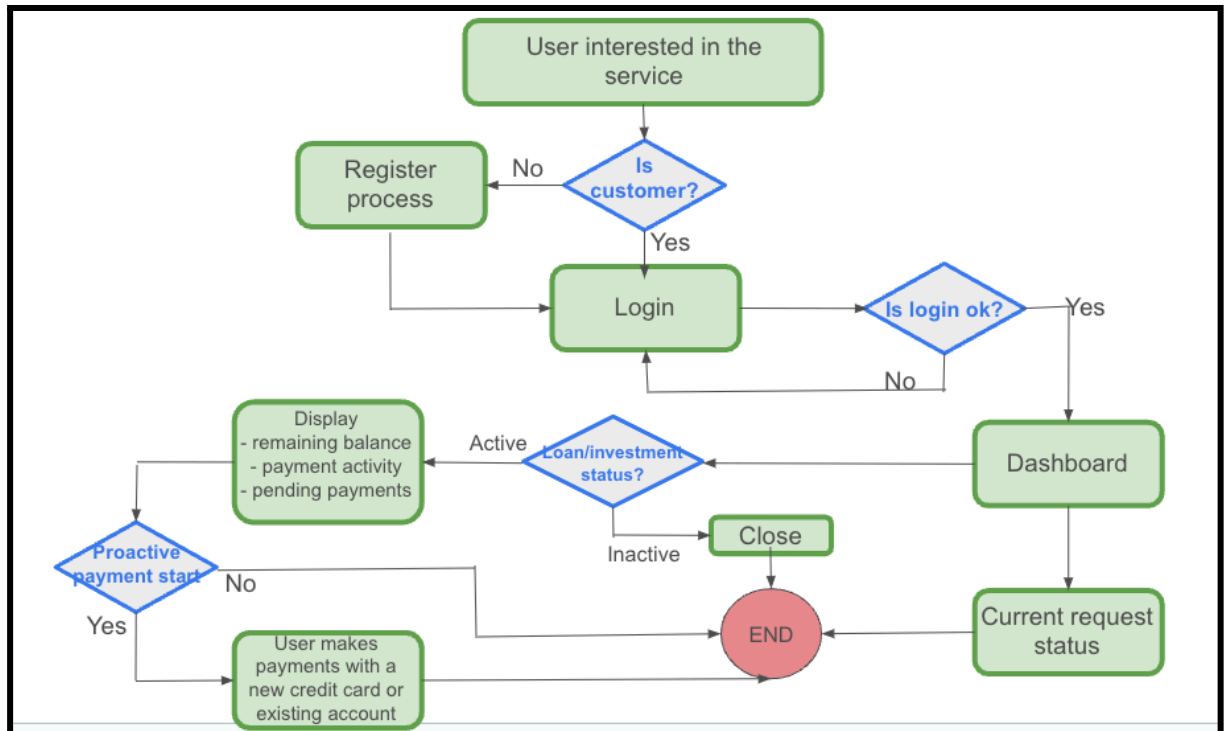 User interested in the
service
Is
customer?
No
Register
process
Yes
Login
Is login ok?
Yes
No
Display
- remaining balance
- payment activity
- pending payments
Active
Loan/investment
status?
Dashboard
Inactive
Close
Proactive
payment start
No
Yes
END
Current request
status
User makes
payments with a
new credit card or
existing account